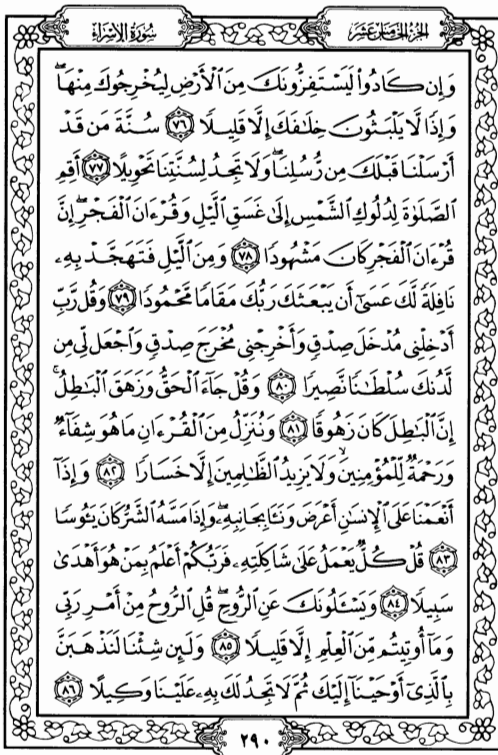 الجزء الخامس عشر
سورة الإسراء
وَإِن كَادُوا۟ لَيَسْتَفِزُّونَكَ مِنَ ٱلْأَرْضِ لِيُخْرِجُوكَ مِنْهَا ۖ
وَإِذًا لَّا يَلْبَثُونَ خِلَٰفَكَ إِلَّا قَلِيلًا ٧٦ سُنَّةَ مَن قَدْ
أَرْسَلْنَا قَبْلَكَ مِن رُّسُلِنَا ۖ وَلَا تَجِدُ لِسُنَّتِنَا تَحْوِيلًا ٧٧ أَقِمِ
ٱلصَّلَوٰةَ لِدُلُوكِ ٱلشَّمْسِ إِلَىٰ غَسَقِ ٱلَّيْلِ وَقُرْءَانَ ٱلْفَجْرِ ۖ إِنَّ
قُرْءَانَ ٱلْفَجْرِ كَانَ مَشْهُودًا ٧٨ وَمِنَ ٱلَّيْلِ فَتَهَجَّدْ بِهِۦ
نَافِلَةً لَّكَ عَسَىٰٓ أَن يَبْعَثَكَ رَبُّكَ مَقَامًا مَّحْمُودًا ٧٩ وَقُل رَّبِّ
أَدْخِلْنِى مُدْخَلَ صِدْقٍ وَأَخْرِجْنِى مُخْرَجَ صِدْقٍ وَٱجْعَل لِّى مِن
لَّدُنكَ سُلْطَٰنًا نَّصِيرًا ٨٠ وَقُلْ جَآءَ ٱلْحَقُّ وَزَهَقَ ٱلْبَٰطِلُ ۚ
إِنَّ ٱلْبَٰطِلَ كَانَ زَهُوقًا ٨١ وَنُنَزِّلُ مِنَ ٱلْقُرْءَانِ مَا هُوَ شِفَآءٌ
وَرَحْمَةٌ لِّلْمُؤْمِنِينَ ۙ وَلَا يَزِيدُ ٱلظَّٰلِمِينَ إِلَّا خَسَارًا ٨٢ وَإِذَآ
أَنْعَمْنَا عَلَى ٱلْإِنسَٰنِ أَعْرَضَ وَنَـَٔا بِجَانِبِهِۦ ۖ وَإِذَا مَسَّهُ ٱلشَّرُّ كَانَ يَـُٔوسًا
٨٣ قُلْ كُلٌّ يَعْمَلُ عَلَىٰ شَاكِلَتِهِۦ فَرَبُّكُمْ أَعْلَمُ بِمَنْ هُوَ أَهْدَىٰ
سَبِيلًا ٨٤ وَيَسْـَٔلُونَكَ عَنِ ٱلرُّوحِ ۖ قُلِ ٱلرُّوحُ مِنْ أَمْرِ رَبِّى
وَمَآ أُوتِيتُم مِّنَ ٱلْعِلْمِ إِلَّا قَلِيلًا ٨٥ وَلَئِن شِئْنَا لَنَذْهَبَنَّ
بِٱلَّذِىٓ أَوْحَيْنَآ إِلَيْكَ ثُمَّ لَا تَجِدُ لَكَ بِهِۦ عَلَيْنَا وَكِيلًا ٨٦
٢٩٠